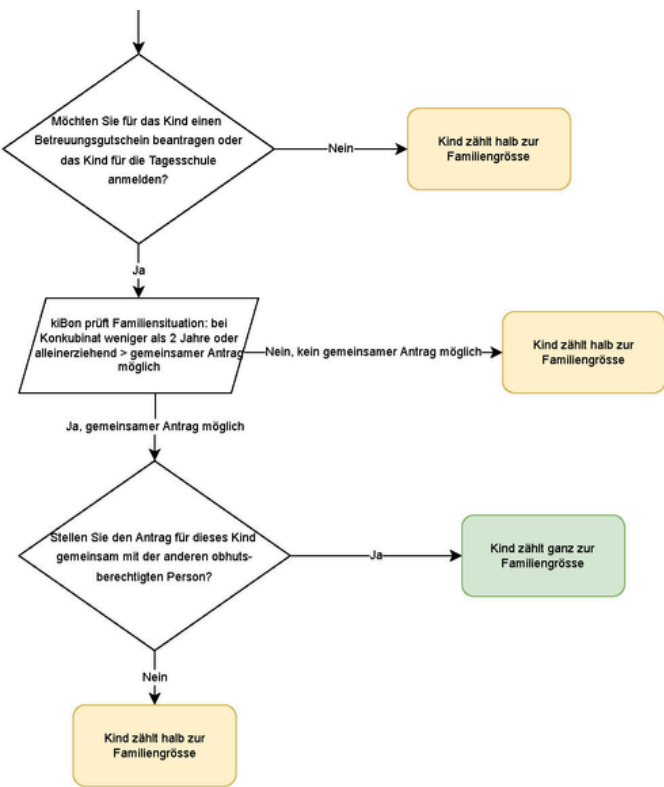 Möchten Sie für das Kind einen
Betreuungsgutschein beantragen oder
das Kind für die Tagesschule
anmelden?
Nein
Kind zählt halb zur
Familiengrösse
Ja
kiBon prüft Familiensituation: bei
Konkubinat weniger als 2 Jahre oder
alleinerziehend > gemeinsamer Antrag
möglich
Nein, kein gemeinsamer Antrag möglich
Kind zählt halb zur
Familiengrösse
Ja, gemeinsamer Antrag möglich
Stellen Sie den Antrag für dieses Kind
gemeinsam mit der anderen obhuts-
berechtigten Person?
Ja
Kind zählt ganz zur
Familiengrösse
Nein
Kind zählt halb zur
Familiengrösse